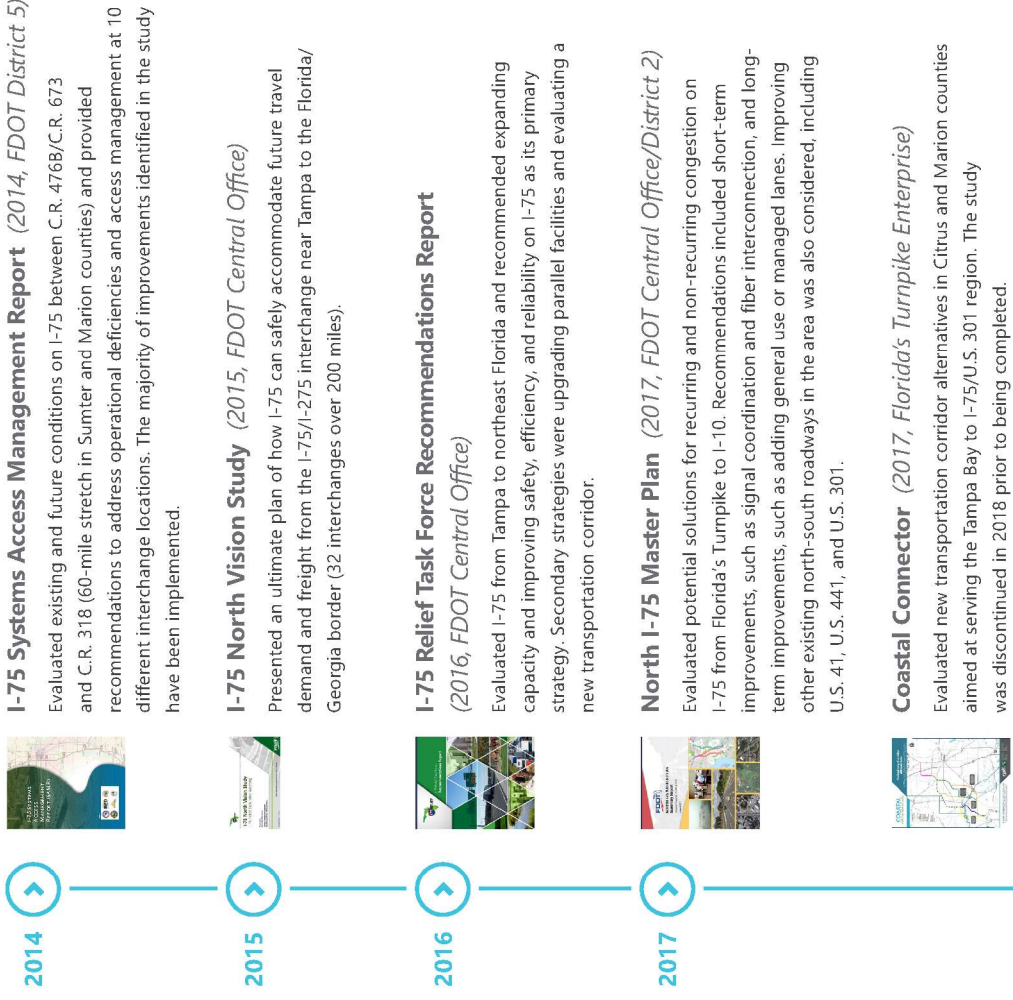 2014
I-75 Systems Access Management Report (2014, FDOT District 5)
Evaluated existing and future conditions on I-75 between C.R. 476B/C.R. 673
and C.R. 318 (60-mile stretch in Sumter and Marion counties) and provided
recommendations to address operational deficiencies and access management at 10
different interchange locations. The majority of improvements identified in the study
have been implemented.
2015
I-75 North Vision Study
I-75 North Vision Study (2015, FDOT Central Office)
Presented an ultimate plan of how I-75 can safely accommodate future travel
demand and freight from the I-75/I-275 interchange near Tampa to the Florida/
Georgia border (32 interchanges over 200 miles).
2016
I-75 Relief Task Force Recommendations Report
(2016, FDOT Central Office)
Evaluated I-75 from Tampa to northeast Florida and recommended expanding
capacity and improving safety, efficiency, and reliability on I-75 as its primary
strategy. Secondary strategies were upgrading parallel facilities and evaluating a
new transportation corridor.
2017
FDOT
North I-75 Master Plan (2017, FDOT Central Office/District 2)
Evaluated potential solutions for recurring and non-recurring congestion on
I-75 from Florida's Turnpike to I-10. Recommendations included short-term
improvements, such as signal coordination and fiber interconnection, and long-
term improvements, such as adding general use or managed lanes. Improving
other existing north-south roadways in the area was also considered, including
U.S. 41, U.S. 441, and U.S. 301.
COASTAL
Coastal Connector (2017, Florida's Turnpike Enterprise)
Evaluated new transportation corridor alternatives in Citrus and Marion counties
aimed at serving the Tampa Bay to I-75/U.S. 301 region. The study
was discontinued in 2018 prior to being completed.